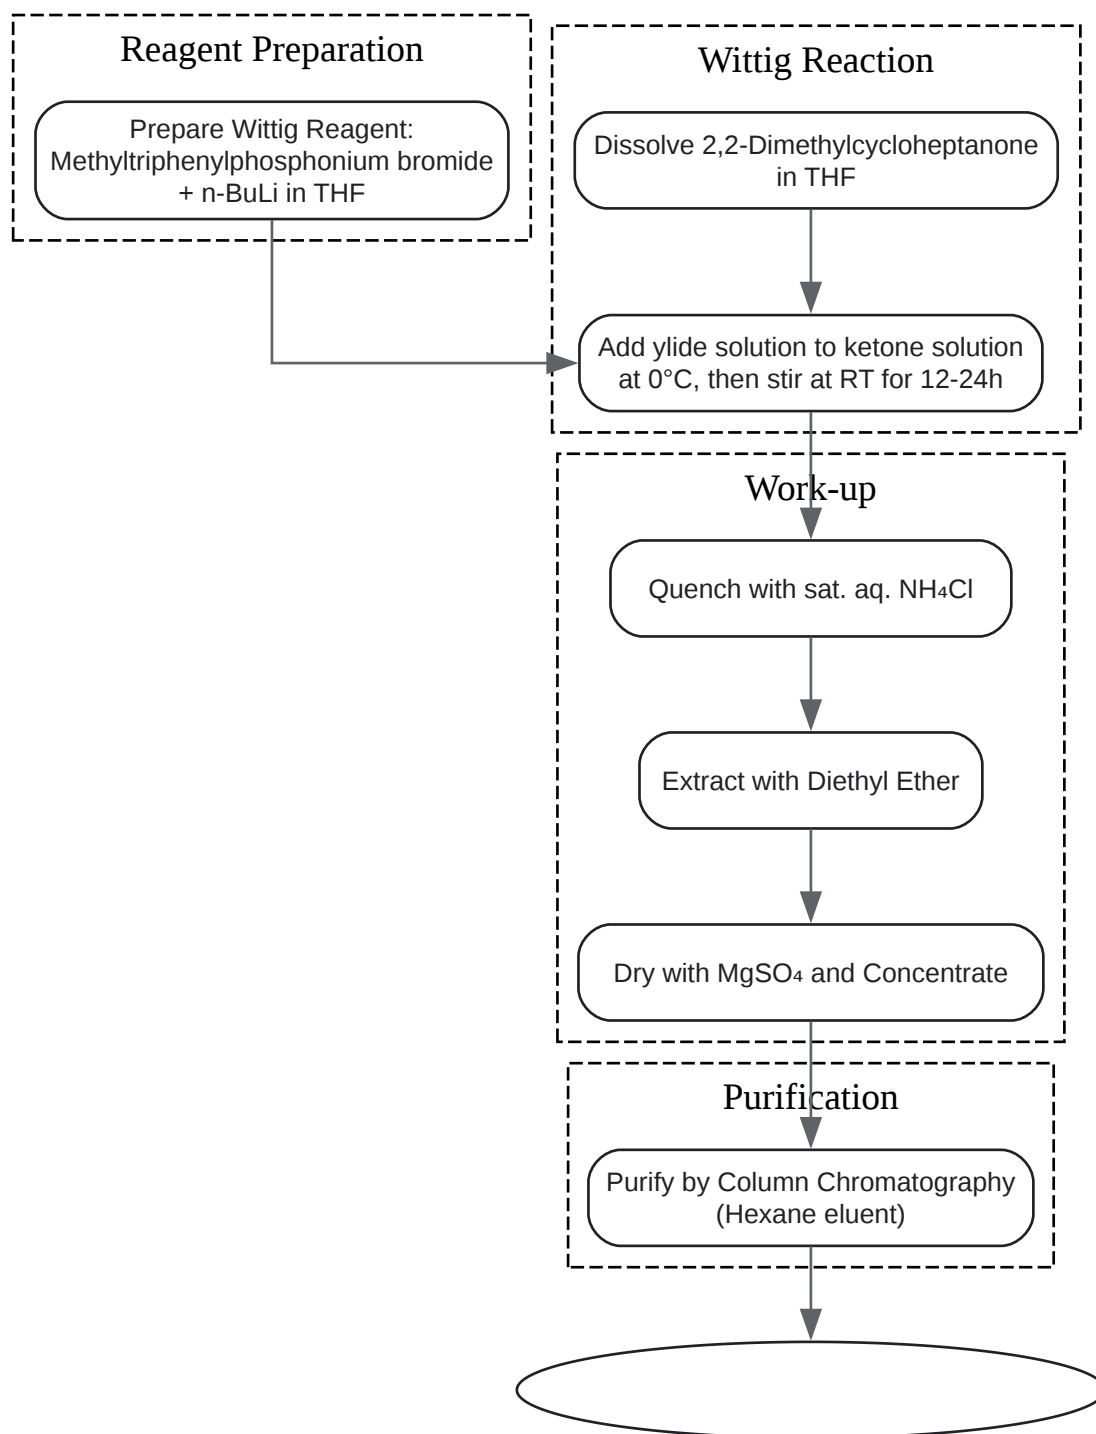 Reagent Preparation
Prepare Wittig Reagent:
Methyltriphenylphosphonium bromide
+ n-BuLi in THF
Wittig Reaction
Dissolve 2,2-Dimethylcycloheptanone
in THF
Add ylide solution to ketone solution
at 0°C, then stir at RT for 12-24h
Work-up
Quench with sat. aq. NH₄Cl
Extract with Diethyl Ether
Dry with MgSO₄ and Concentrate
Purification
Purify by Column Chromatography
(Hexane eluent)